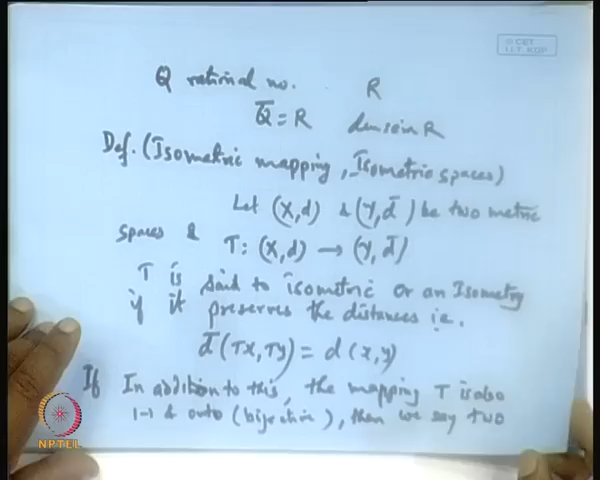 © CET
I.I.T. KGP
Q rational no. R
Q̅ = R dense in R
Def. (Isometric mapping, Isometric spaces)
Let (X,d) & (Y,d̄) be two metric
spaces & T: (X,d) → (Y,d̄)
T is said to isometric or an Isometry
if it preserves the distances i.e.
d̄(Tx,Ty) = d(x,y)
If In addition to this, the mapping T is also
1-1 & onto (bijective), then we say two
NPTEL